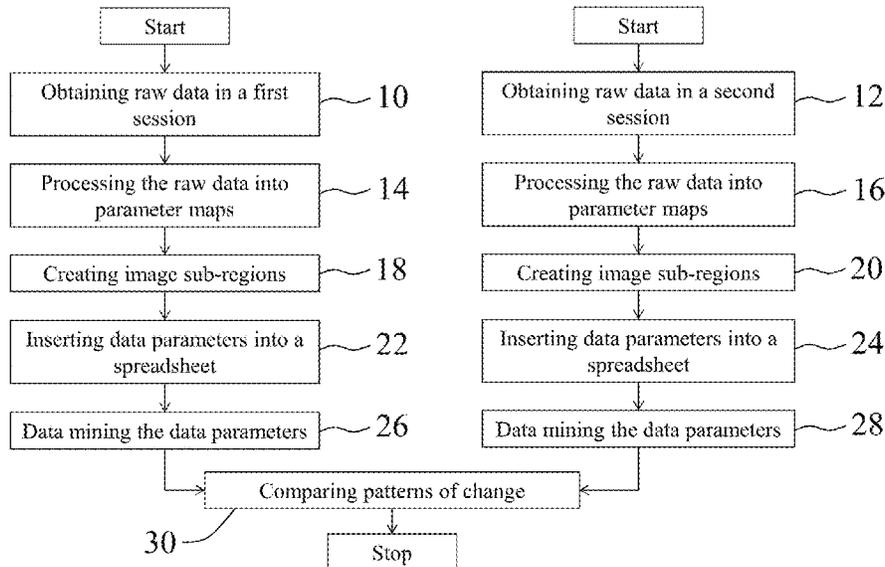 Start
Obtaining raw data in a first
session
10
Processing the raw data into
parameter maps
14
Creating image sub-regions
18
Inserting data parameters into a
spreadsheet
22
Data mining the data parameters
26
Start
Obtaining raw data in a second
session
12
Processing the raw data into
parameter maps
16
Creating image sub-regions
20
Inserting data parameters into a
spreadsheet
24
Data mining the data parameters
28
Comparing patterns of change
30
Stop